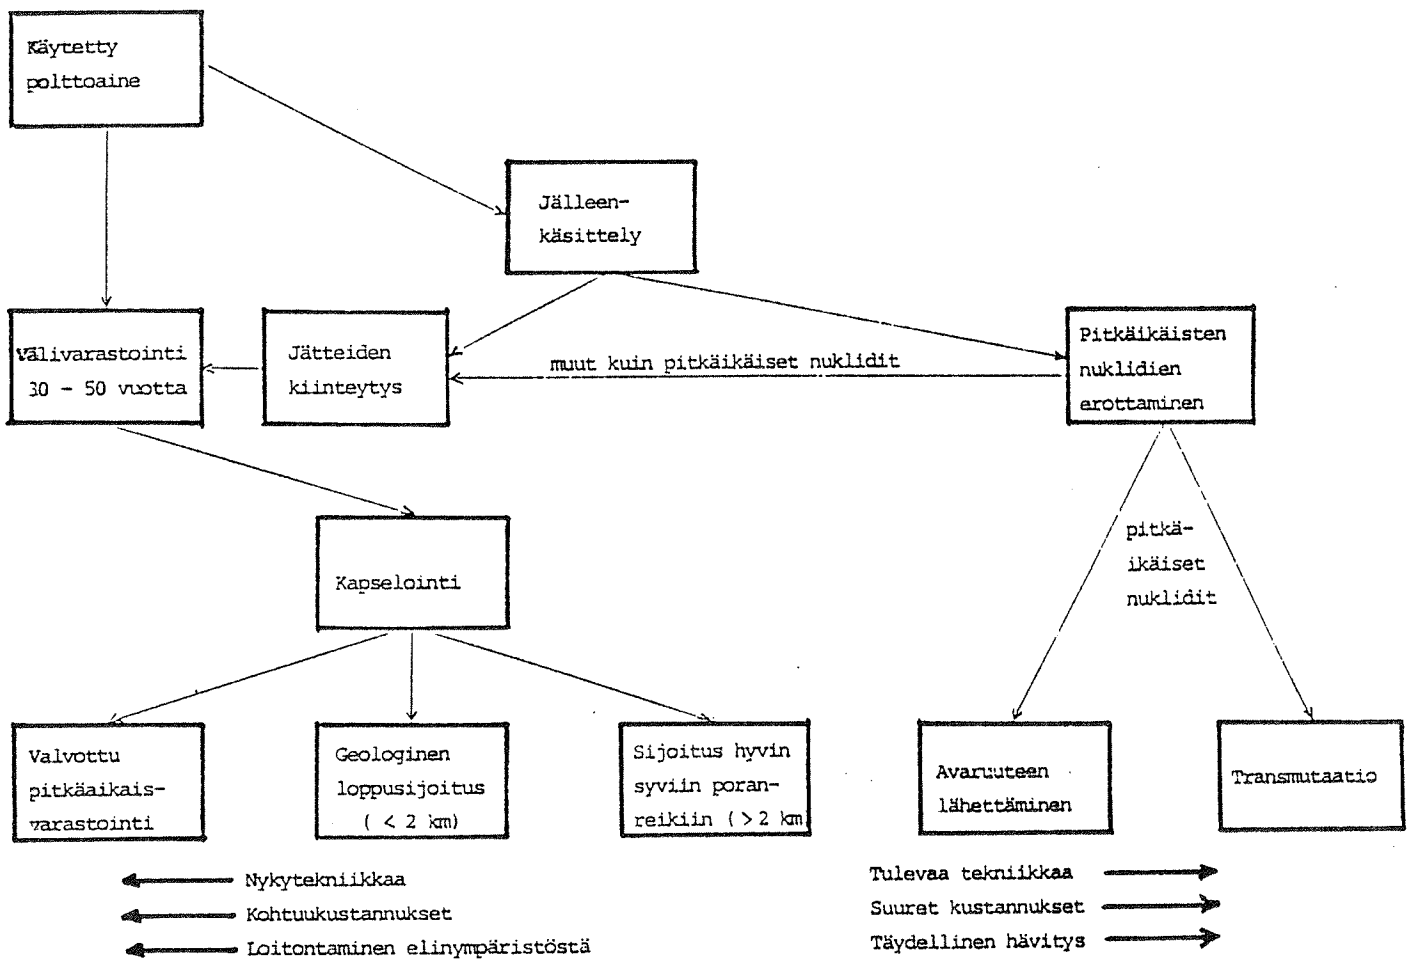 Käytetty
polttoaine
Jälleen-
käsittely
Välivarastointi
30 - 50 vuotta
Jätteiden
kiinteytys
muut kuin pitkäikäiset nuklidit
Pitkäikäisten
nuklidien
erottaminen
pitkä-
ikäiset
nuklidit
Kapselointi
Valvottu
pitkäaikais-
varastointi
Geologinen
loppusijoitus
( < 2 km)
Sijoitus hyvin
syviin poran-
reikiin ( > 2 km
Avaruuteen
lähettäminen
Transmutaatio
Nykytekniikkaa
Kohtuukustannukset
Loitontaminen elinympäristöstä
Tulevaa tekniikkaa
Suuret kustannukset
Täydellinen hävitys